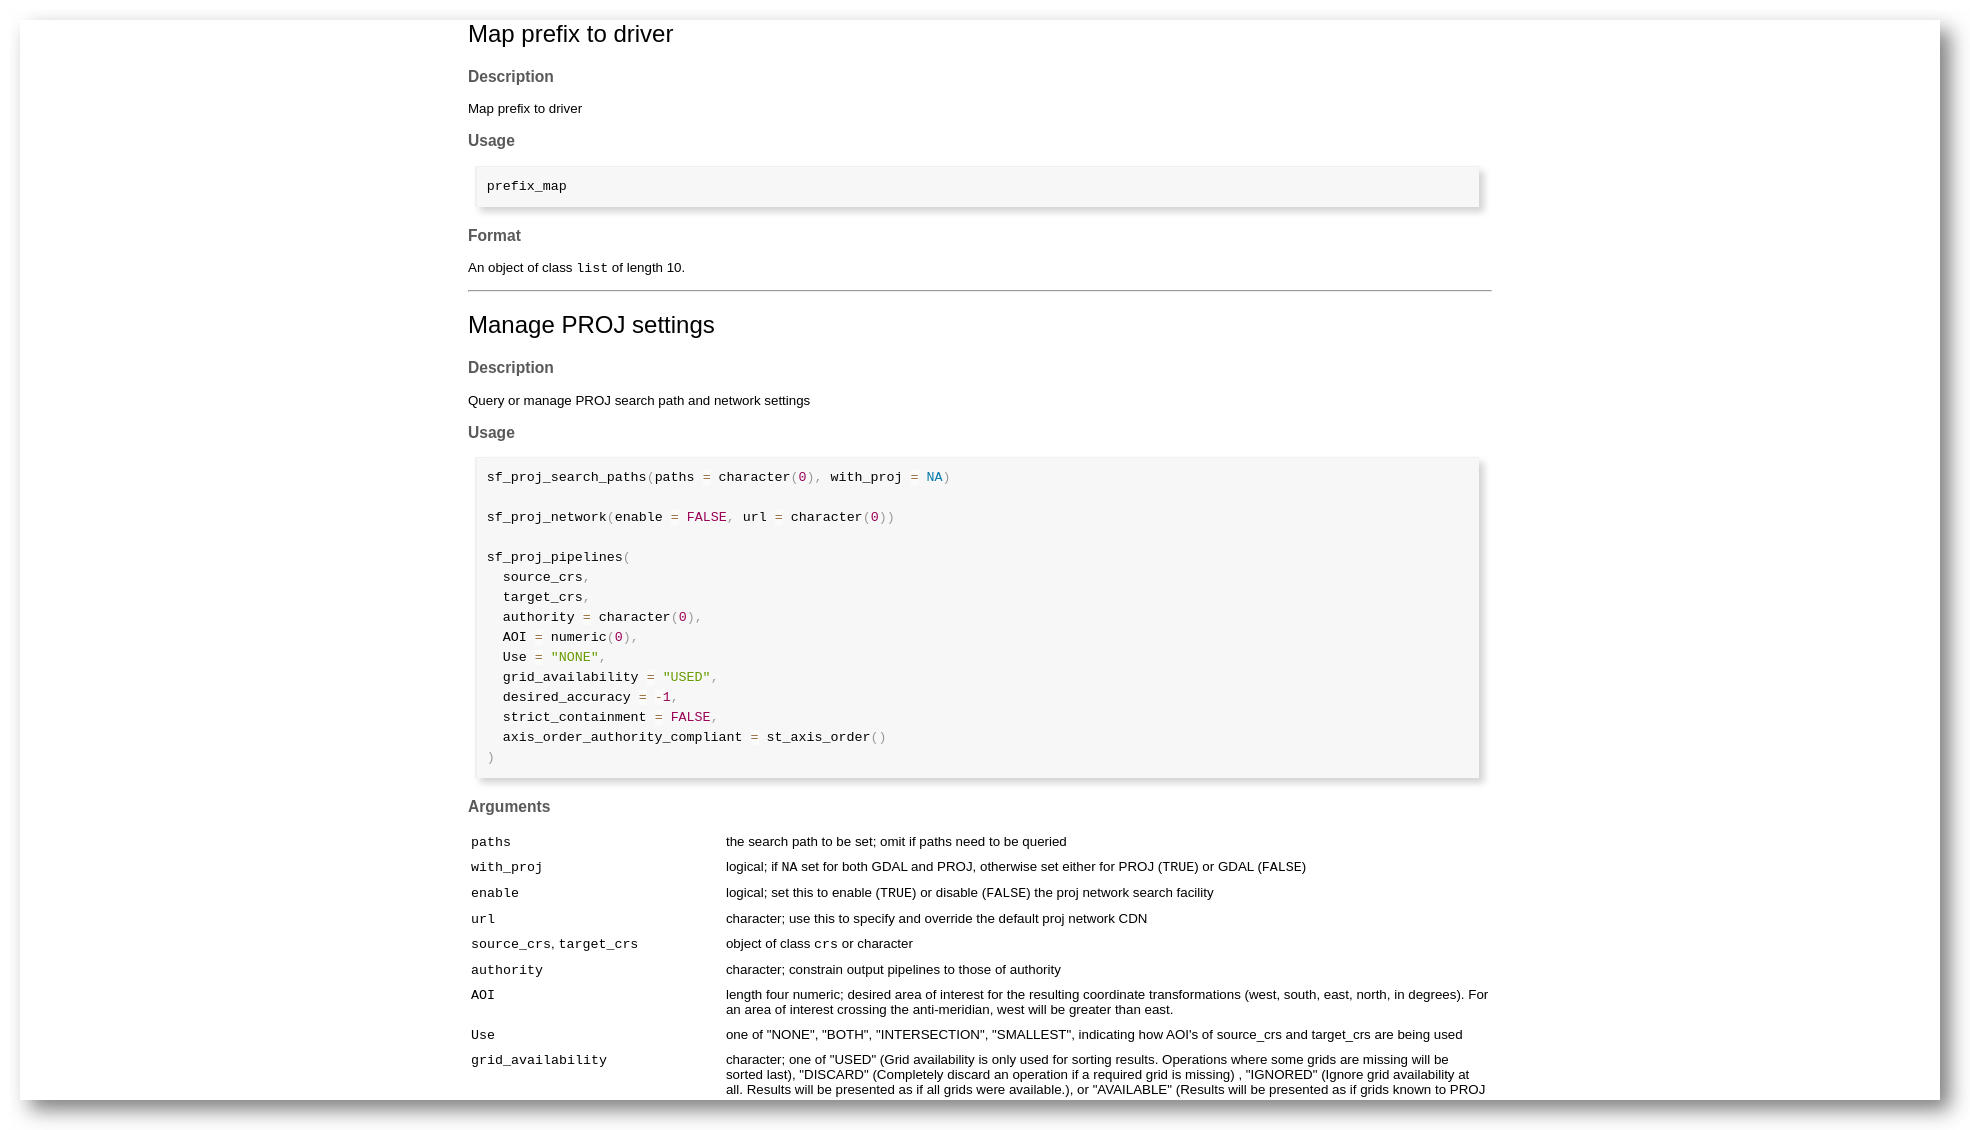 Map prefix to driver
Description
Map prefix to driver
Usage
prefix_map
Format
An object of class list of length 10.
Manage PROJ settings
Description
Query or manage PROJ search path and network settings
Usage
sf_proj_search_paths(paths = character(0), with_proj = NA)
sf_proj_network(enable = FALSE, url = character(0))
sf_proj_pipelines(
  source_crs,
  target_crs,
  authority = character(0),
  AOI = numeric(0),
  Use = "NONE",
  grid_availability = "USED",
  desired_accuracy = -1,
  strict_containment = FALSE,
  axis_order_authority_compliant = st_axis_order()
)
Arguments
paths the search path to be set; omit if paths need to be queried
with_proj logical; if NA set for both GDAL and PROJ, otherwise set either for PROJ (TRUE) or GDAL (FALSE)
enable logical; set this to enable (TRUE) or disable (FALSE) the proj network search facility
url character; use this to specify and override the default proj network CDN
source_crs, target_crs object of class crs or character
authority character; constrain output pipelines to those of authority
AOI length four numeric; desired area of interest for the resulting coordinate transformations (west, south, east, north, in degrees). For
an area of interest crossing the anti-meridian, west will be greater than east.
Use one of "NONE", "BOTH", "INTERSECTION", "SMALLEST", indicating how AOI's of source_crs and target_crs are being used
grid_availability character; one of "USED" (Grid availability is only used for sorting results. Operations where some grids are missing will be
sorted last), "DISCARD" (Completely discard an operation if a required grid is missing) , "IGNORED" (Ignore grid availability at
all. Results will be presented as if all grids were available.), or "AVAILABLE" (Results will be presented as if grids known to PROJ